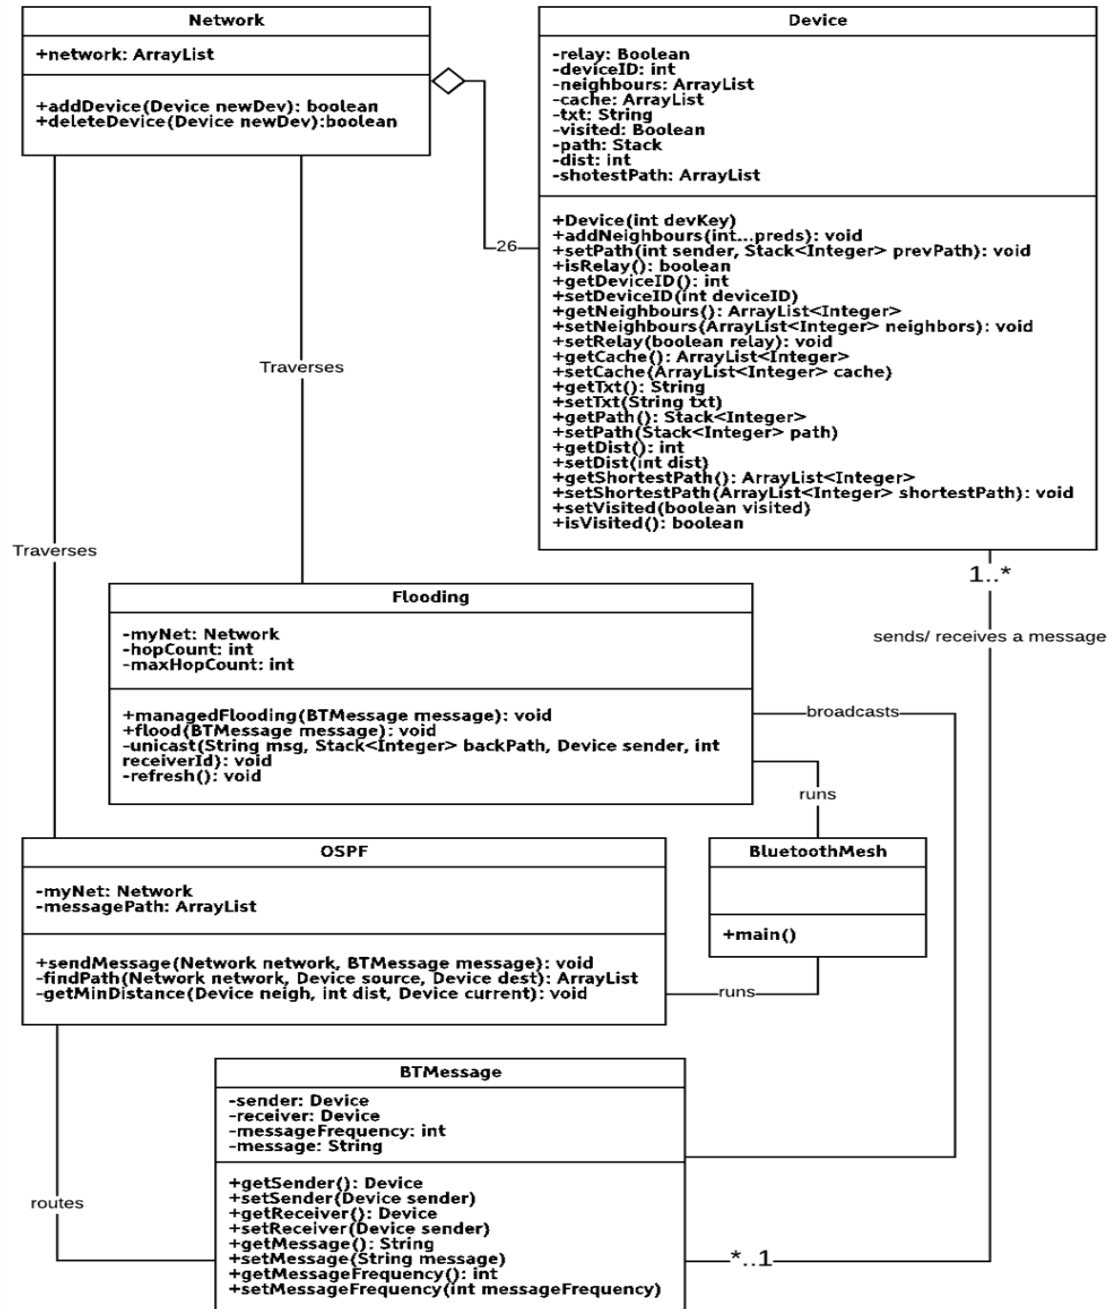 Network
+network: ArrayList
+addDevice(Device newDev): boolean
+deleteDevice(Device newDev):boolean
Device
-relay: Boolean
-deviceID: int
-neighbours: ArrayList
-cache: ArrayList
-txt: String
-visited: Boolean
-path: Stack
-dist: int
-shotestPath: ArrayList
+Device(int devKey)
+addNeighbours(int...preds): void
+setPath(int sender, Stack<Integer> prevPath): void
+isRelay(): boolean
+getDeviceID(): int
+setDeviceID(int deviceID)
+getNeighbours(): ArrayList<Integer>
+setNeighbours(ArrayList<Integer> neighbors): void
+setRelay(boolean relay): void
+getCache(): ArrayList<Integer>
+setCache(ArrayList<Integer> cache)
+getTxt(): String
+setTxt(String txt)
+getPath(): Stack<Integer>
+setPath(Stack<Integer> path)
+getDist(): int
+setDist(int dist)
+getShortestPath(): ArrayList<Integer>
+setShortestPath(ArrayList<Integer> shortestPath): void
+setVisited(boolean visited)
+isVisited(): boolean
26
Traverses
Traverses
1..*
sends/ receives a message
Flooding
-myNet: Network
-hopCount: int
-maxHopCount: int
+managedFlooding(BTMessage message): void
+flood(BTMessage message): void
-unicast(String msg, Stack<Integer> backPath, Device sender, int
receiverId): void
-refresh(): void
broadcasts
runs
OSPF
-myNet: Network
-messagePath: ArrayList
+sendMessage(Network network, BTMessage message): void
-findPath(Network network, Device source, Device dest): ArrayList
-getMinDistance(Device neigh, int dist, Device current): void
BluetoothMesh
+main()
runs
routes
BTMessage
-sender: Device
-receiver: Device
-messageFrequency: int
-message: String
+getSender(): Device
+setSender(Device sender)
+getReceiver(): Device
+setReceiver(Device sender)
+getMessage(): String
+setMessage(String message)
+getMessageFrequency(): int
+setMessageFrequency(int messageFrequency)
*..1